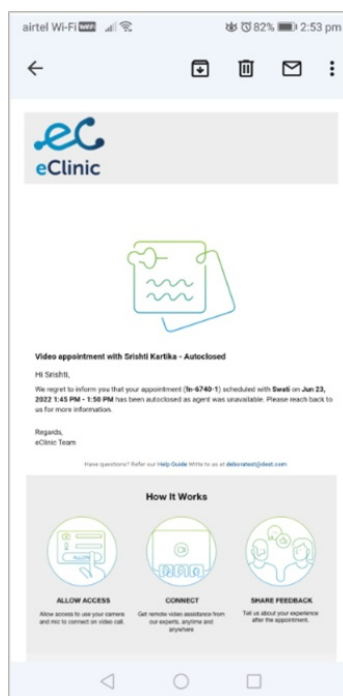 airtel Wi-Fi 82% 2:53 pm
eC
eClinic
Video appointment with Srishti Kartika - Autoclosed
Hi Srishti,
We regret to inform you that your appointment (fn-6740-1) scheduled with Swati on Jun 23,
2022 1:45 PM - 1:50 PM has been autoclosed as agent was unavailable. Please reach back to
us for more information.
Regards,
eClinic Team
Have questions? Refer our Help Guide Write to us at
How It Works
ALLOW
ALLOW ACCESS
Allow access to use your camera
and mic to connect on video call.
CONNECT
Get remote video assistance from
our experts, anytime and
anywhere
SHARE FEEDBACK
Tell us about your experience
after the appointment.